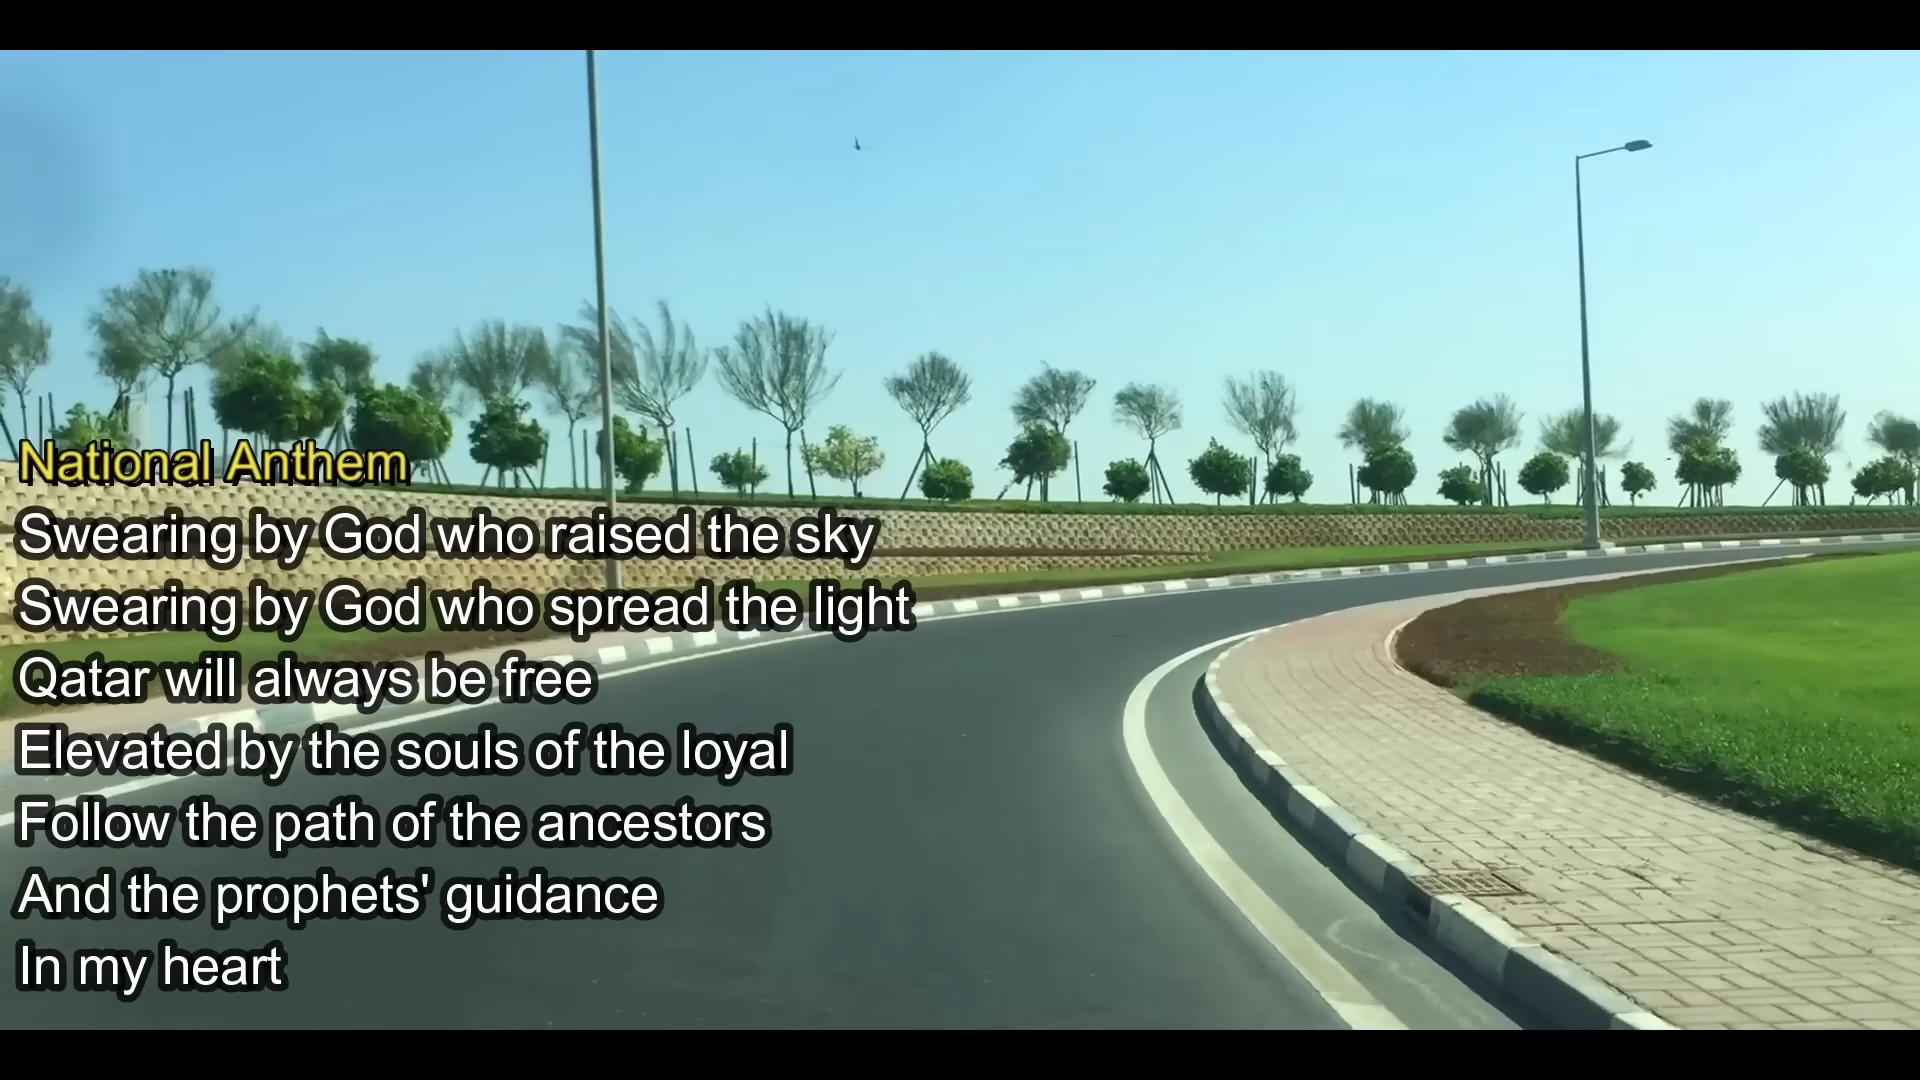 National Anthem
Swearing by God who raised the sky
Swearing by God who spread the light
Qatar will always be free
Elevated by the souls of the loyal
Follow the path of the ancestors
And the prophets' guidance
In my heart